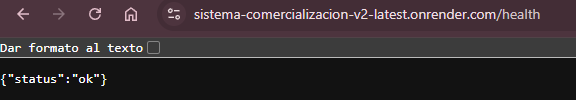 sistema-comercializacion-v2-latest.onrender.com/health
Dar formato al texto
{"status":"ok"}